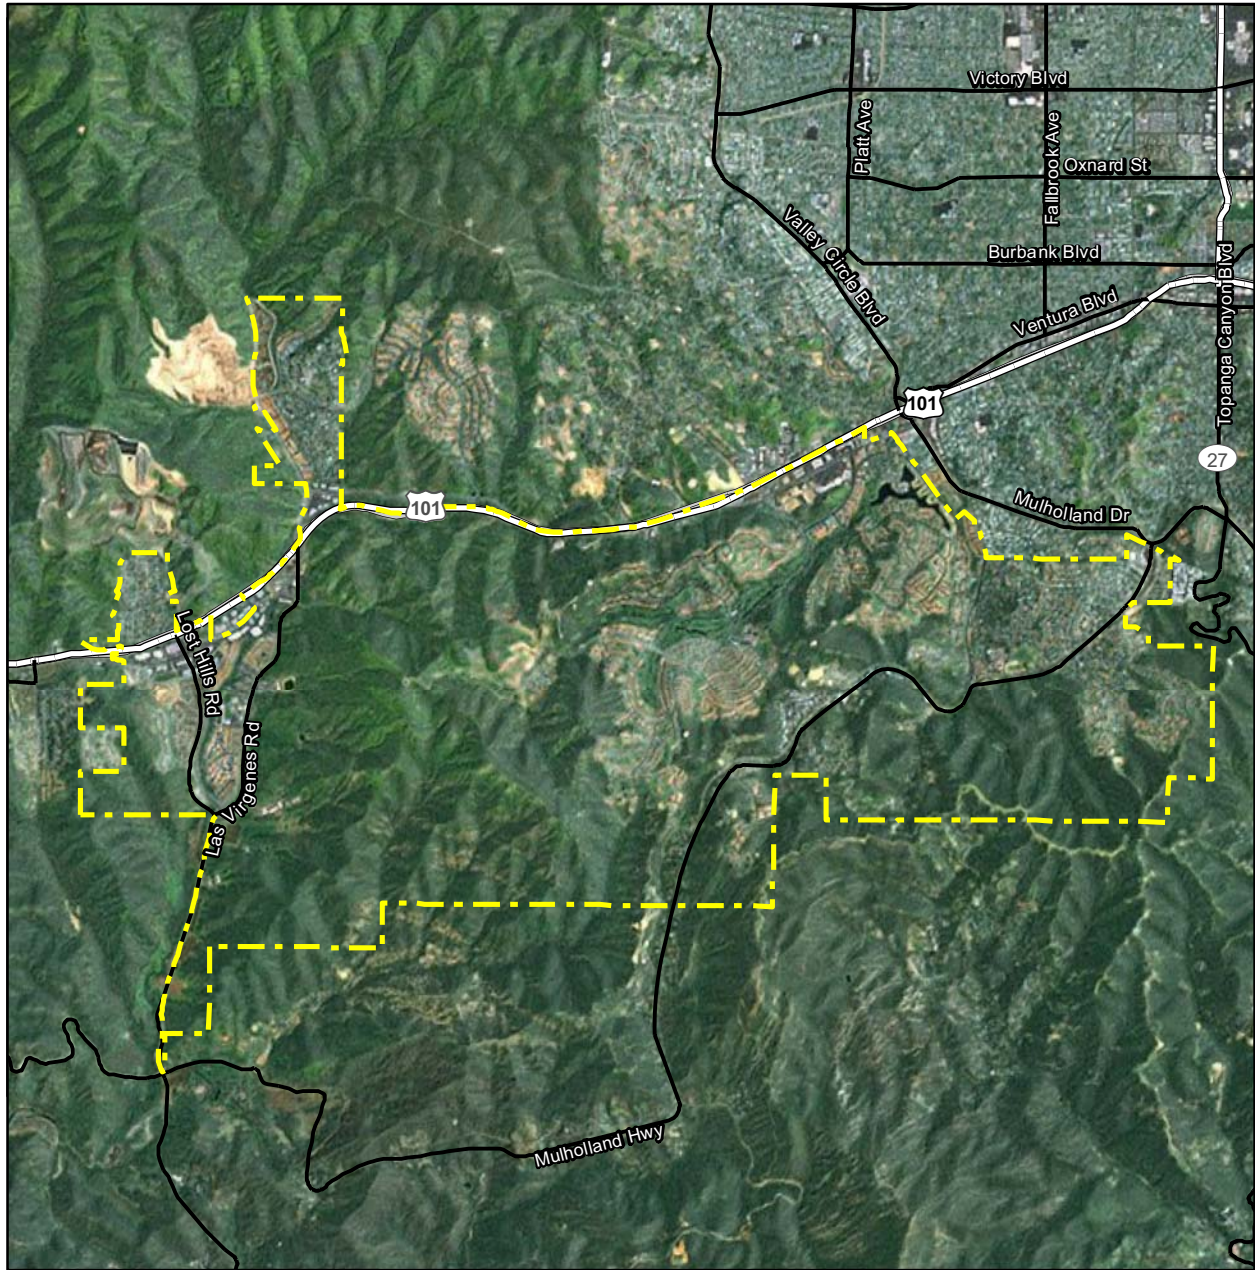 Victory Blvd
Platt Ave
Fallbrook Ave
Oxnard St
Valley Circle Blvd
Burbank Blvd
Topanga Canyon Blvd
Ventura Blvd
101
27
101
Mulholland Dr
Lost Hills Rd
Las Virgenes Rd
Mulholland Hwy